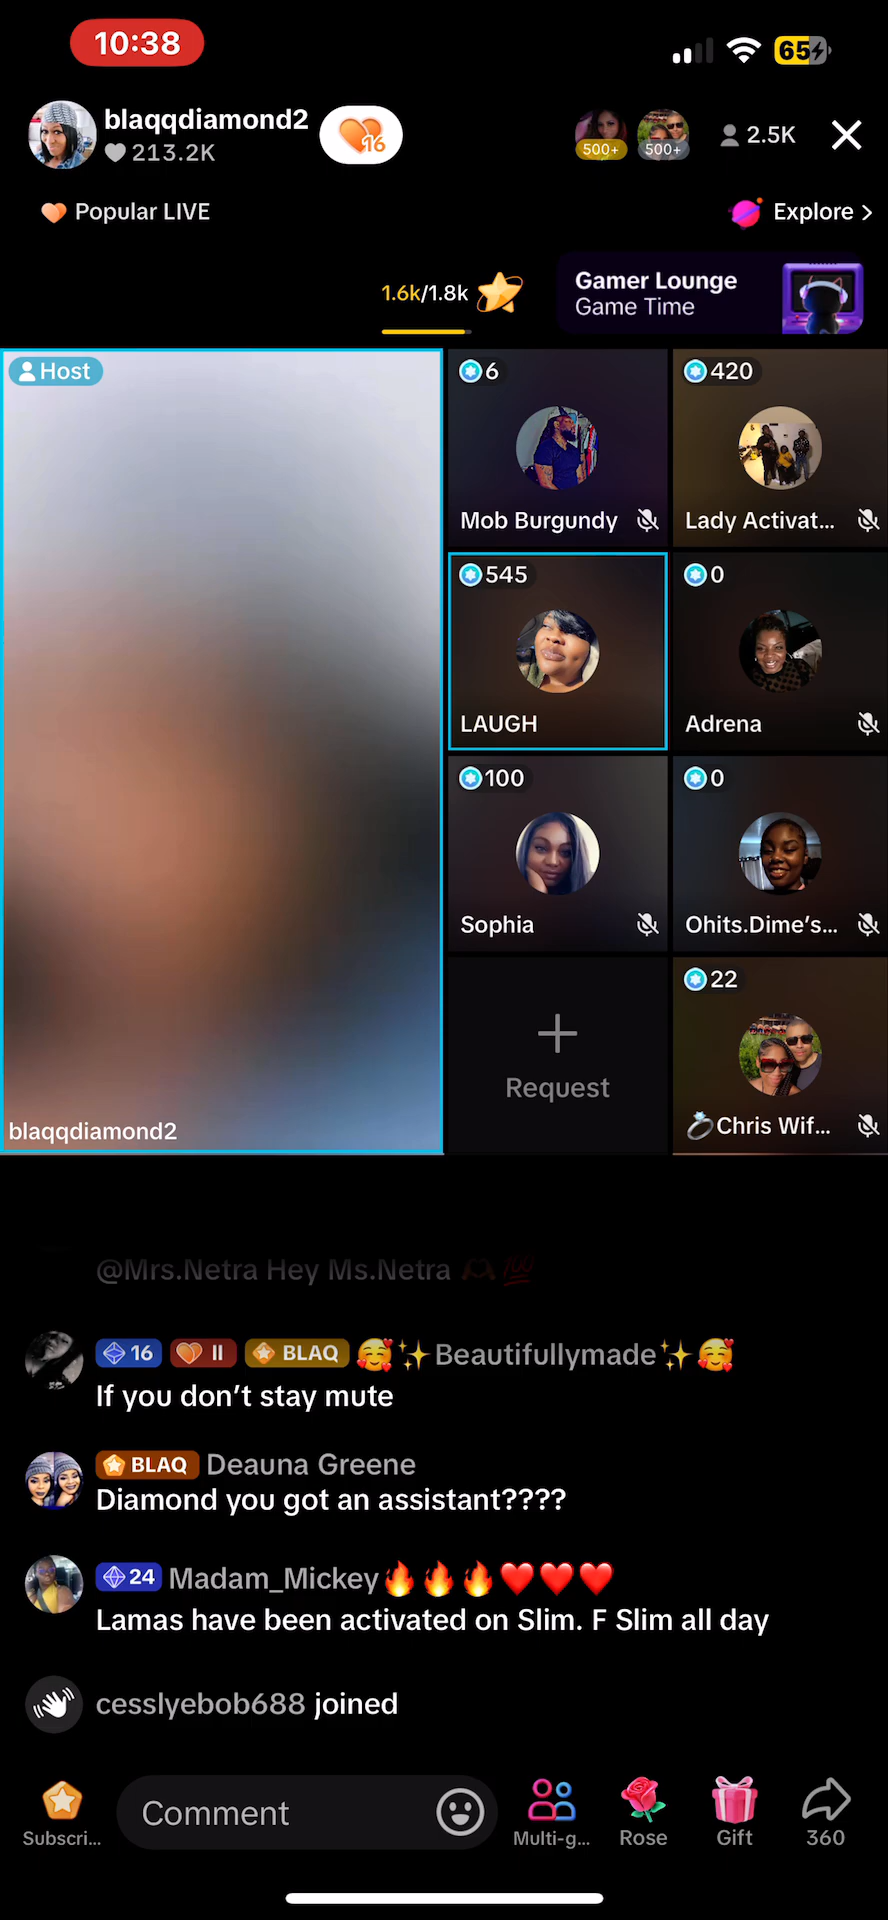 10:38
65
blaqqdiamond2
213.2K
16
500+
500+
2.5K
Popular LIVE
Explore >
1.6k/1.8k
Gamer Lounge
Game Time
Host
blaqqdiamond2
6
Mob Burgundy
420
Lady Activat...
545
LAUGH
0
Adrena
100
Sophia
0
Ohits.Dime’s...
Request
22
💍Chris Wif...
@Mrs.Netra Hey Ms.Netra 🫶🏿💯
16 II BLAQ 🥰✨Beautifullymade✨🥰
If you don’t stay mute
BLAQ Deauna Greene
Diamond you got an assistant????
24 Madam_Mickey🔥🔥🔥❤️❤️❤️
Lamas have been activated on Slim. F Slim all day
cesslyebob688 joined
Subscri...
Comment
Multi-g...
Rose
Gift
360